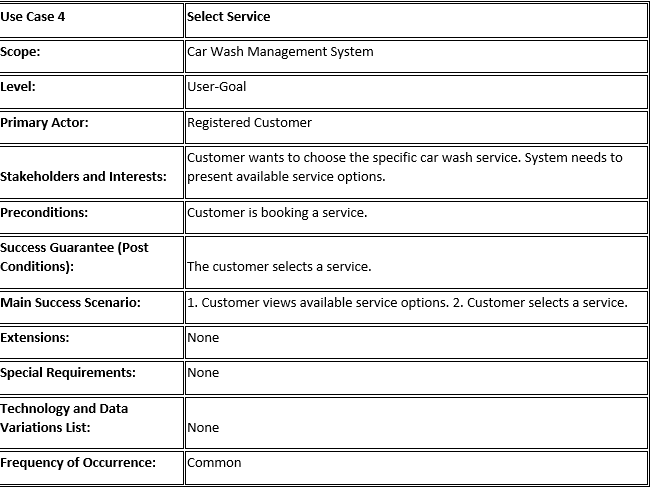 Use Case 4 Select Service
Scope: Car Wash Management System
Level: User-Goal
Primary Actor: Registered Customer
Stakeholders and Interests: Customer wants to choose the specific car wash service. System needs to
present available service options.
Preconditions: Customer is booking a service.
Success Guarantee (Post
Conditions): The customer selects a service.
Main Success Scenario: 1. Customer views available service options. 2. Customer selects a service.
Extensions: None
Special Requirements: None
Technology and Data
Variations List: None
Frequency of Occurrence: Common